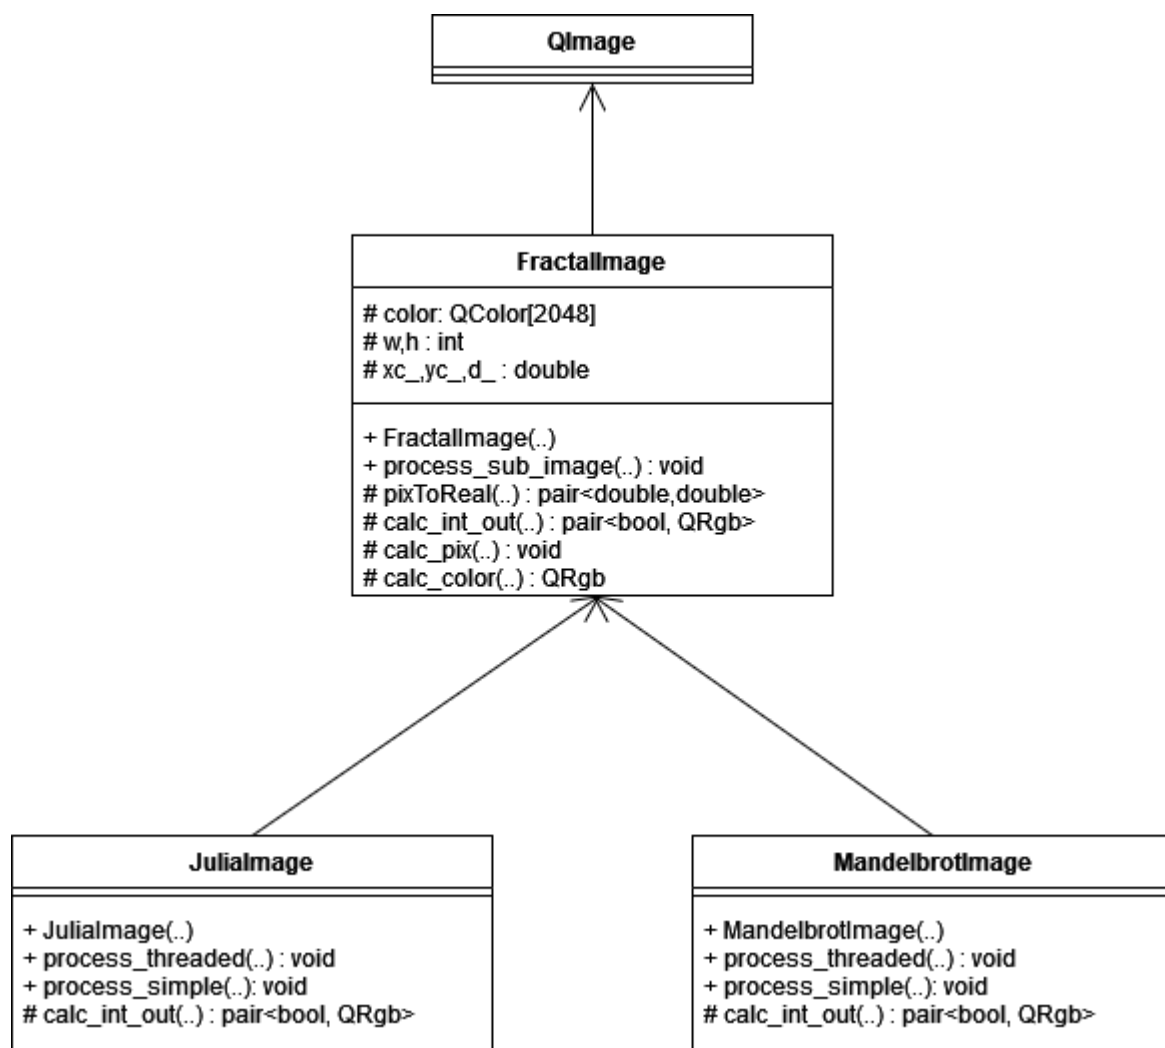 QImage
FractalImage
# color: QColor[2048]
# w,h : int
# xc_,yc_,d_ : double
+ FractalImage(..)
+ process_sub_image(..) : void
# pixToReal(..) : pair<double,double>
# calc_int_out(..) : pair<bool, QRgb>
# calc_pix(..) : void
# calc_color(..) : QRgb
JuliaImage
+ JuliaImage(..)
+ process_threaded(..) : void
+ process_simple(..): void
# calc_int_out(..) : pair<bool, QRgb>
MandelbrotImage
+ MandelbrotImage(..)
+ process_threaded(..) : void
+ process_simple(..): void
# calc_int_out(..) : pair<bool, QRgb>